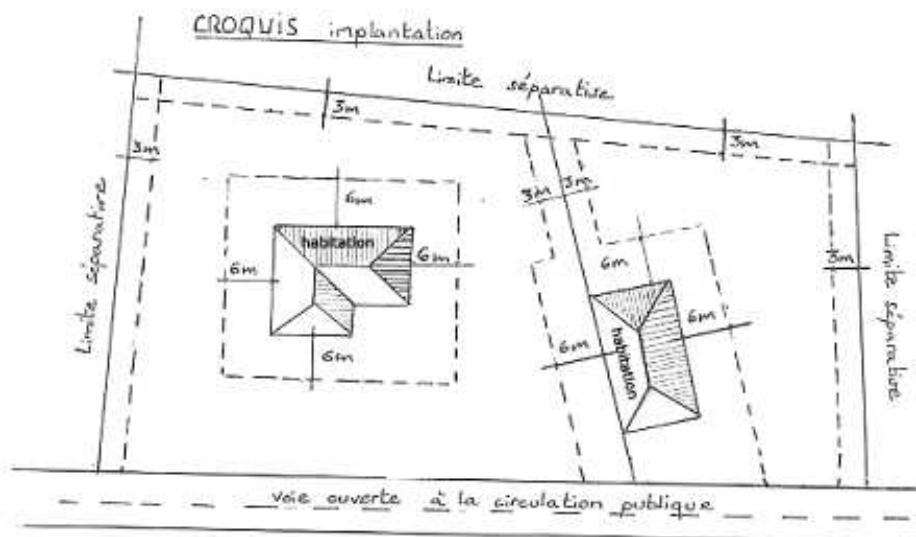 CROQUIS implantation
Limite séparatise
3m
3m
3m
Limite séparative
3m 3m
6m
habitation
6m
6m
6m
6m
3m
Limite séparative
6m
6m
habitation
voie ouverte à la circulation publique